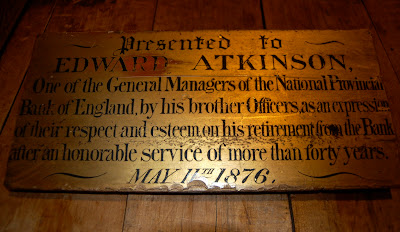 Presented to
EDWARD ATKINSON,
One of the General Managers of the National Provincial
Bank of England, by his brother Officers, as an expression
of their respect and esteem on his retirement from the Bank
after an honorable service of more than forty years.
MAY 11TH 1876.